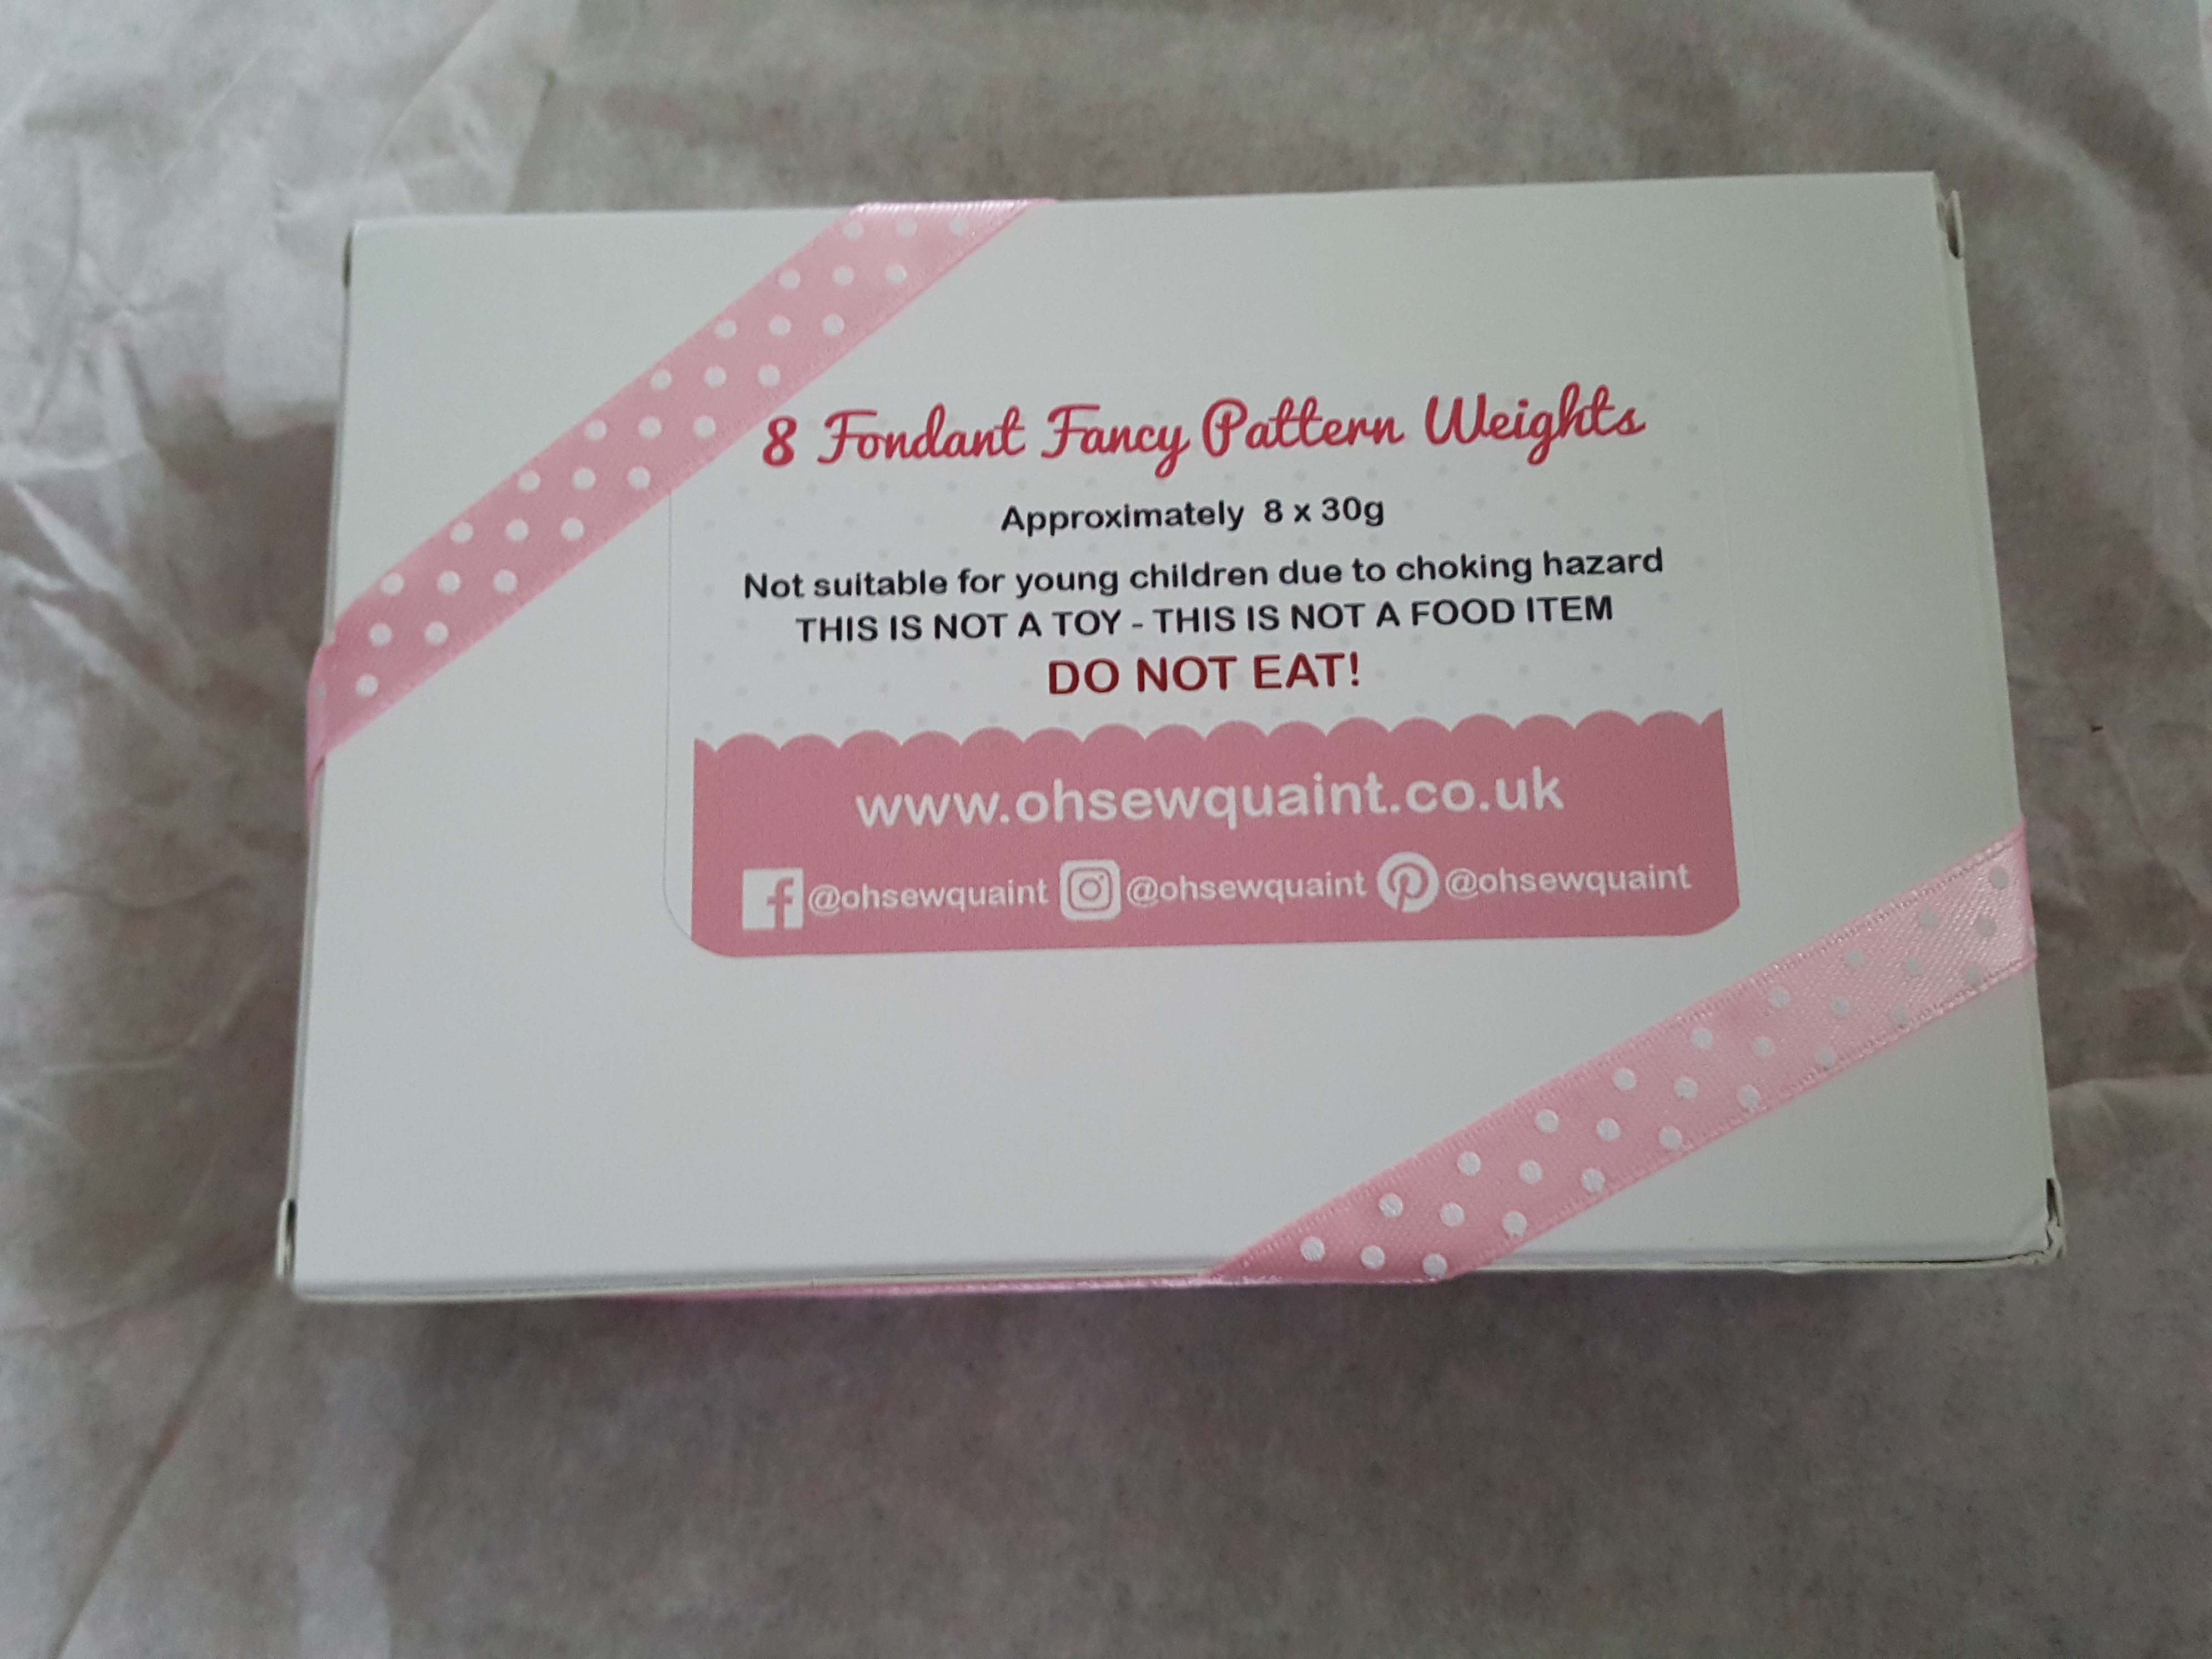 8 Fondant Fancy Pattern Weights
Approximately 8 x 30g
Not suitable for young children due to choking hazard
THIS IS NOT A TOY - THIS IS NOT A FOOD ITEM
DO NOT EAT!
www.ohsewquaint.co.uk
@ohsewquaint @ohsewquaint @ohsewquaint